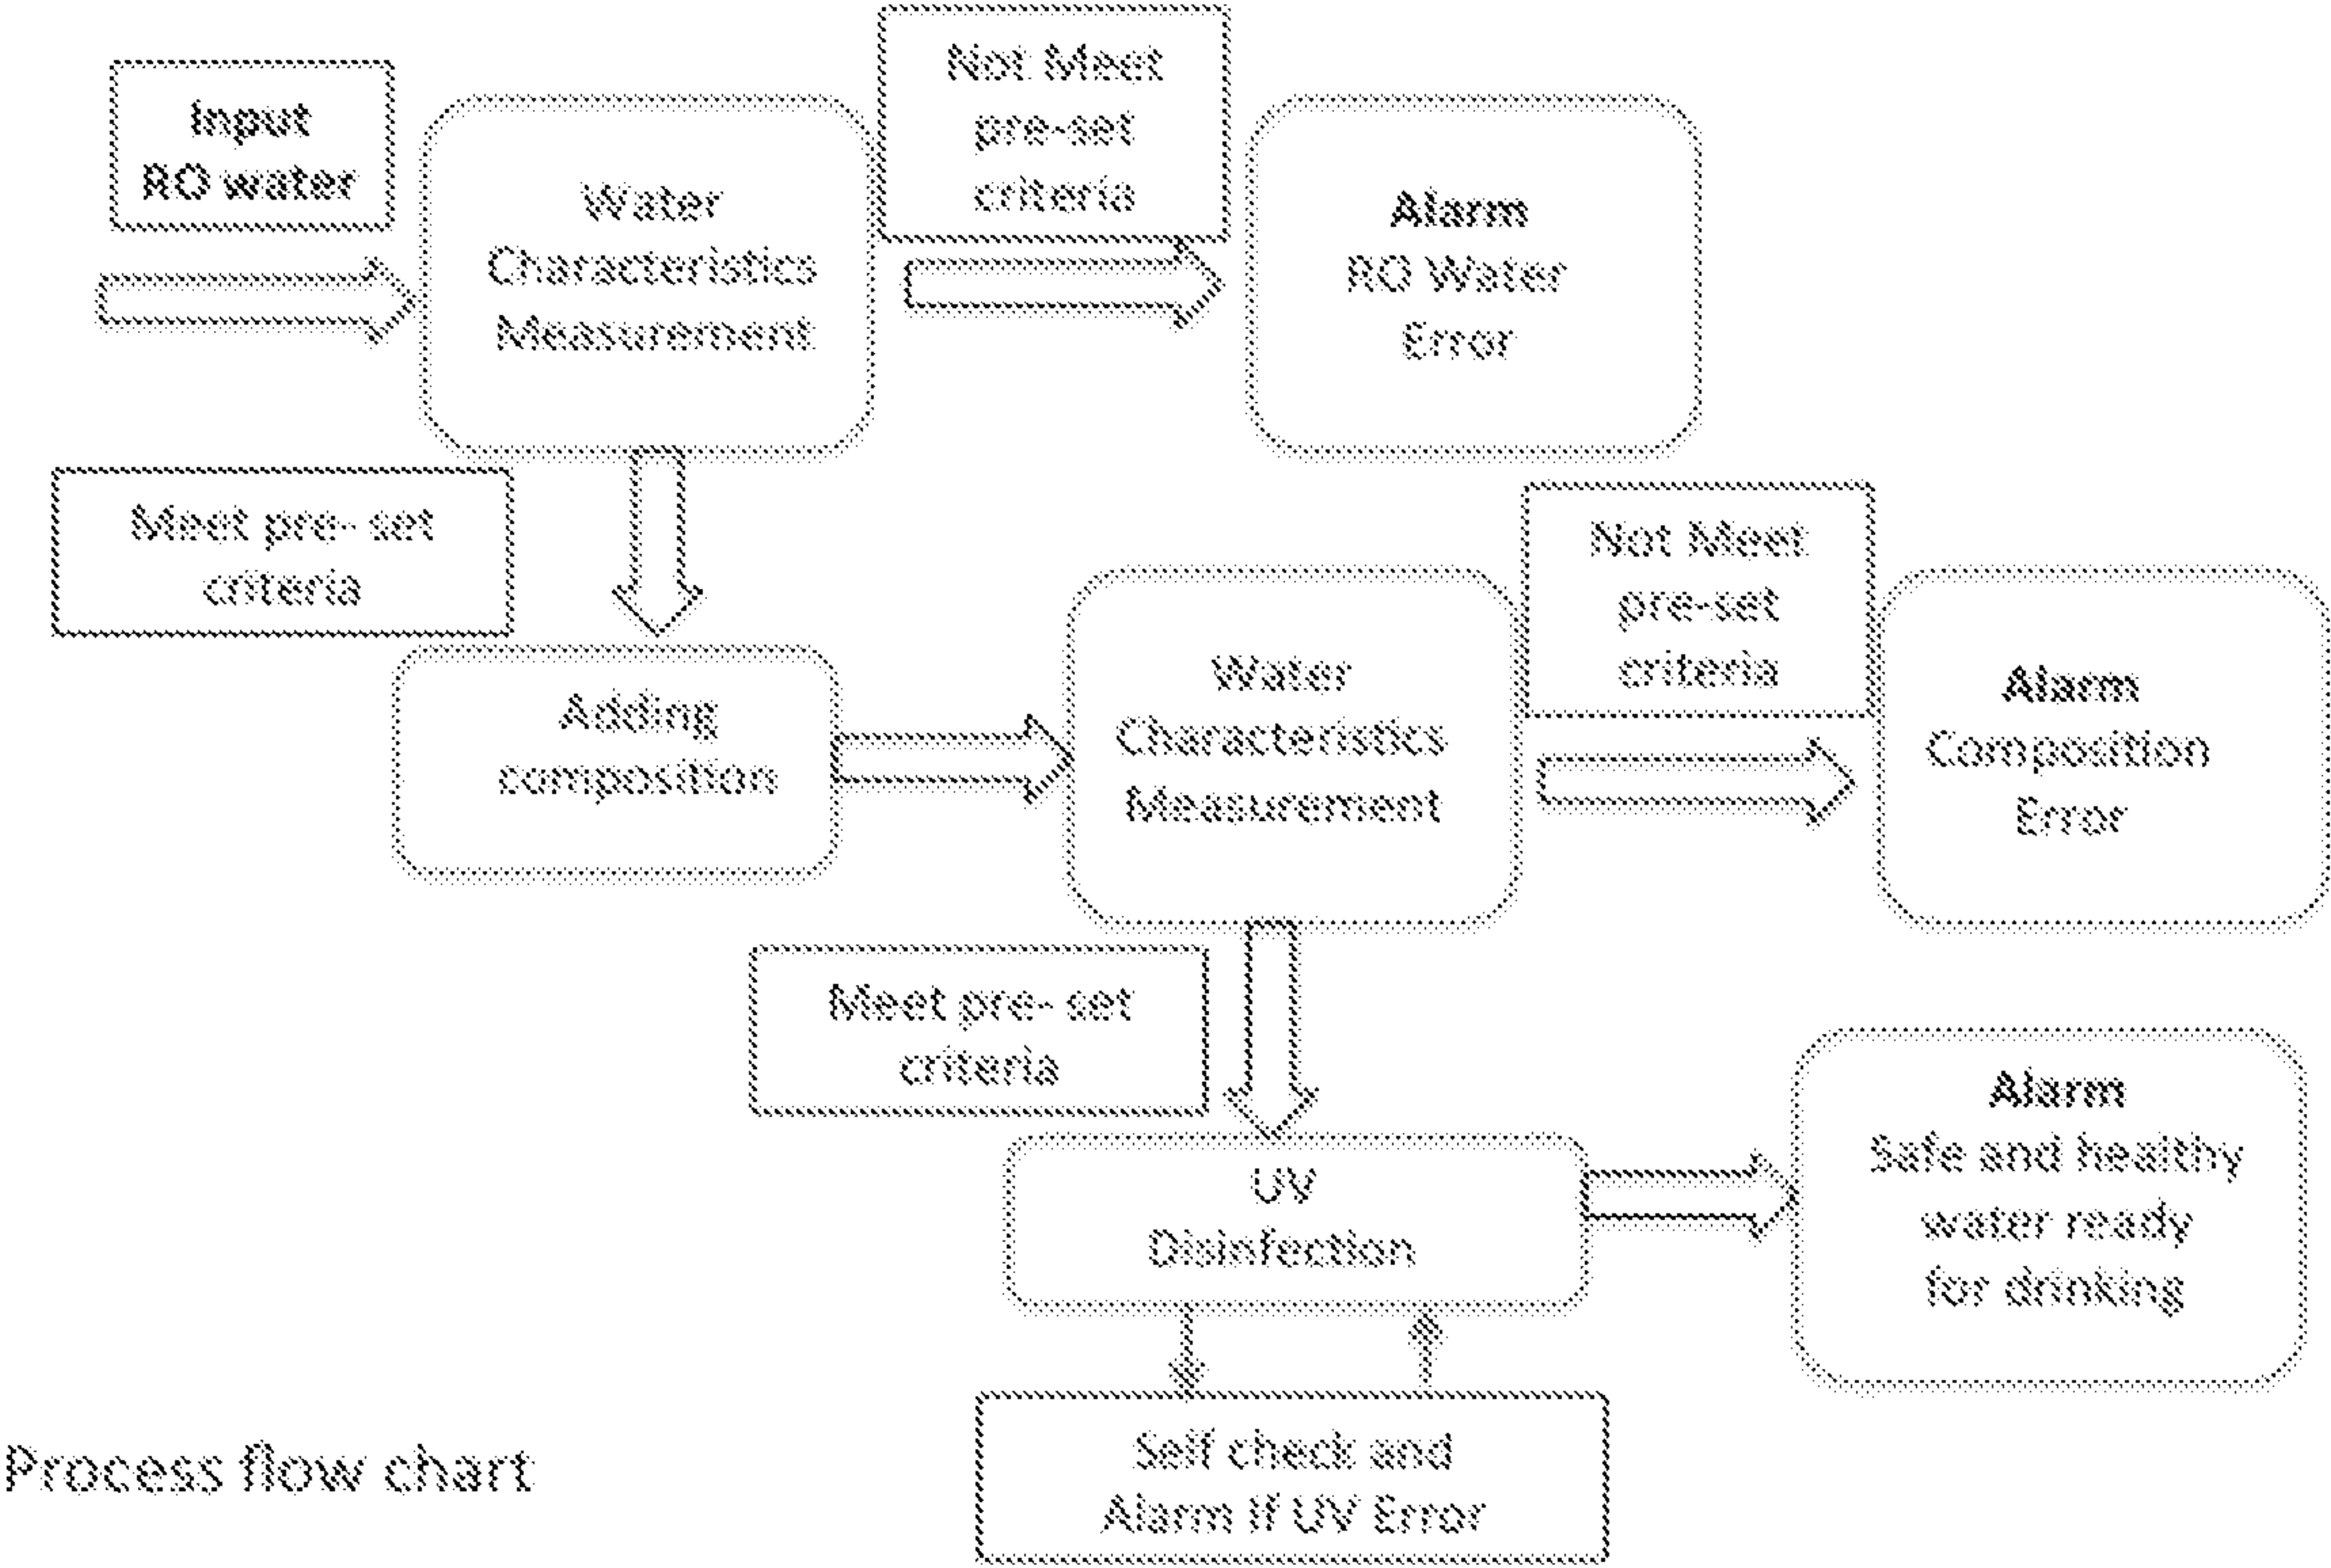 Input
RO water
Water
Characteristics
Measurement
Not Meet
pre-set
criteria
Alarm
RO Water
Error
Meet pre- set
criteria
Adding
composition
Water
Characteristics
Measurement
Not Meet
pre-set
criteria
Alarm
Composition
Error
Meet pre- set
criteria
UV
Disinfection
Alarm
Safe and healthy
water ready
for drinking
Self check and
Alarm if UV Error
Process flow chart